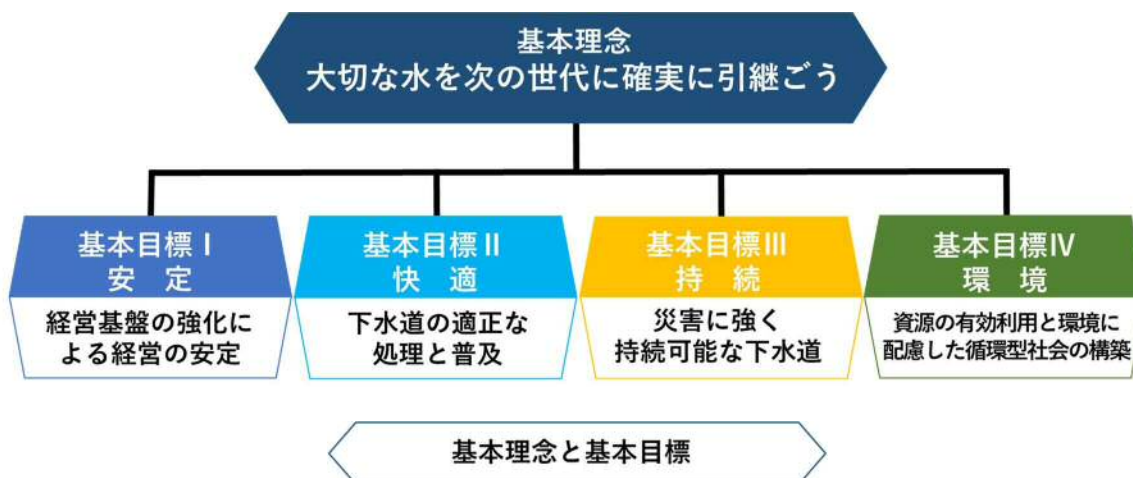 基本理念
大切な水を次の世代に確実に引継ごう
基本目標Ⅰ
安　定
経営基盤の強化に
よる経営の安定
基本目標Ⅱ
快　適
下水道の適正な
処理と普及
基本目標Ⅲ
持　続
災害に強く
持続可能な下水道
基本目標Ⅳ
環　境
資源の有効利用と環境に
配慮した循環型社会の構築
基本理念と基本目標